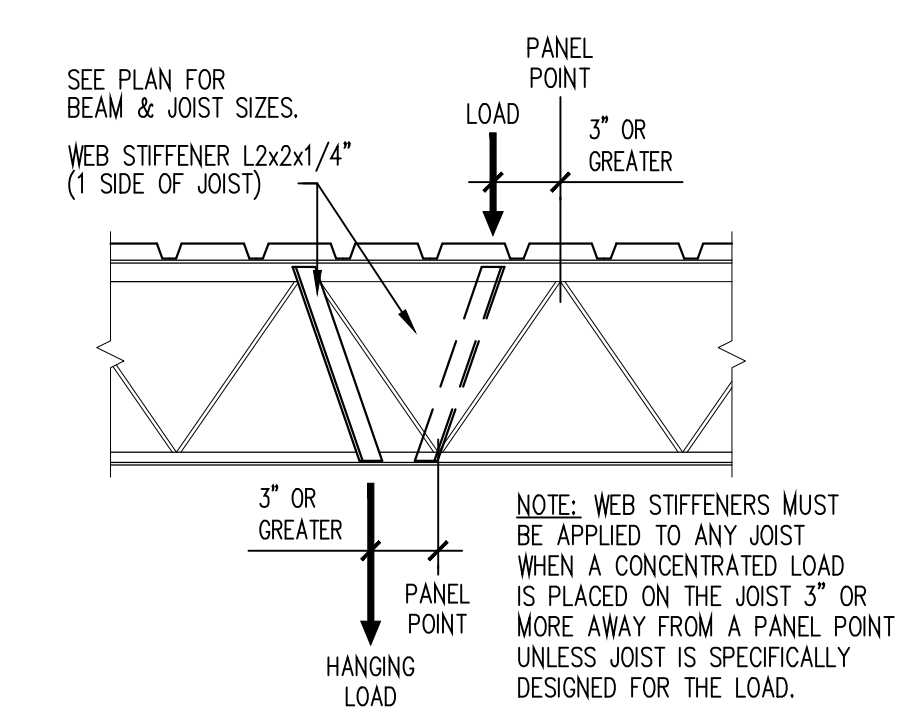 SEE PLAN FOR
BEAM & JOIST SIZES.
WEB STIFFENER L2x2x1/4"
(1 SIDE OF JOIST)
LOAD
PANEL
POINT
3" OR
GREATER
3" OR
GREATER
PANEL
POINT
HANGING
LOAD
NOTE: WEB STIFFENERS MUST
BE APPLIED TO ANY JOIST
WHEN A CONCENTRATED LOAD
IS PLACED ON THE JOIST 3" OR
MORE AWAY FROM A PANEL POINT
UNLESS JOIST IS SPECIFICALLY
DESIGNED FOR THE LOAD.